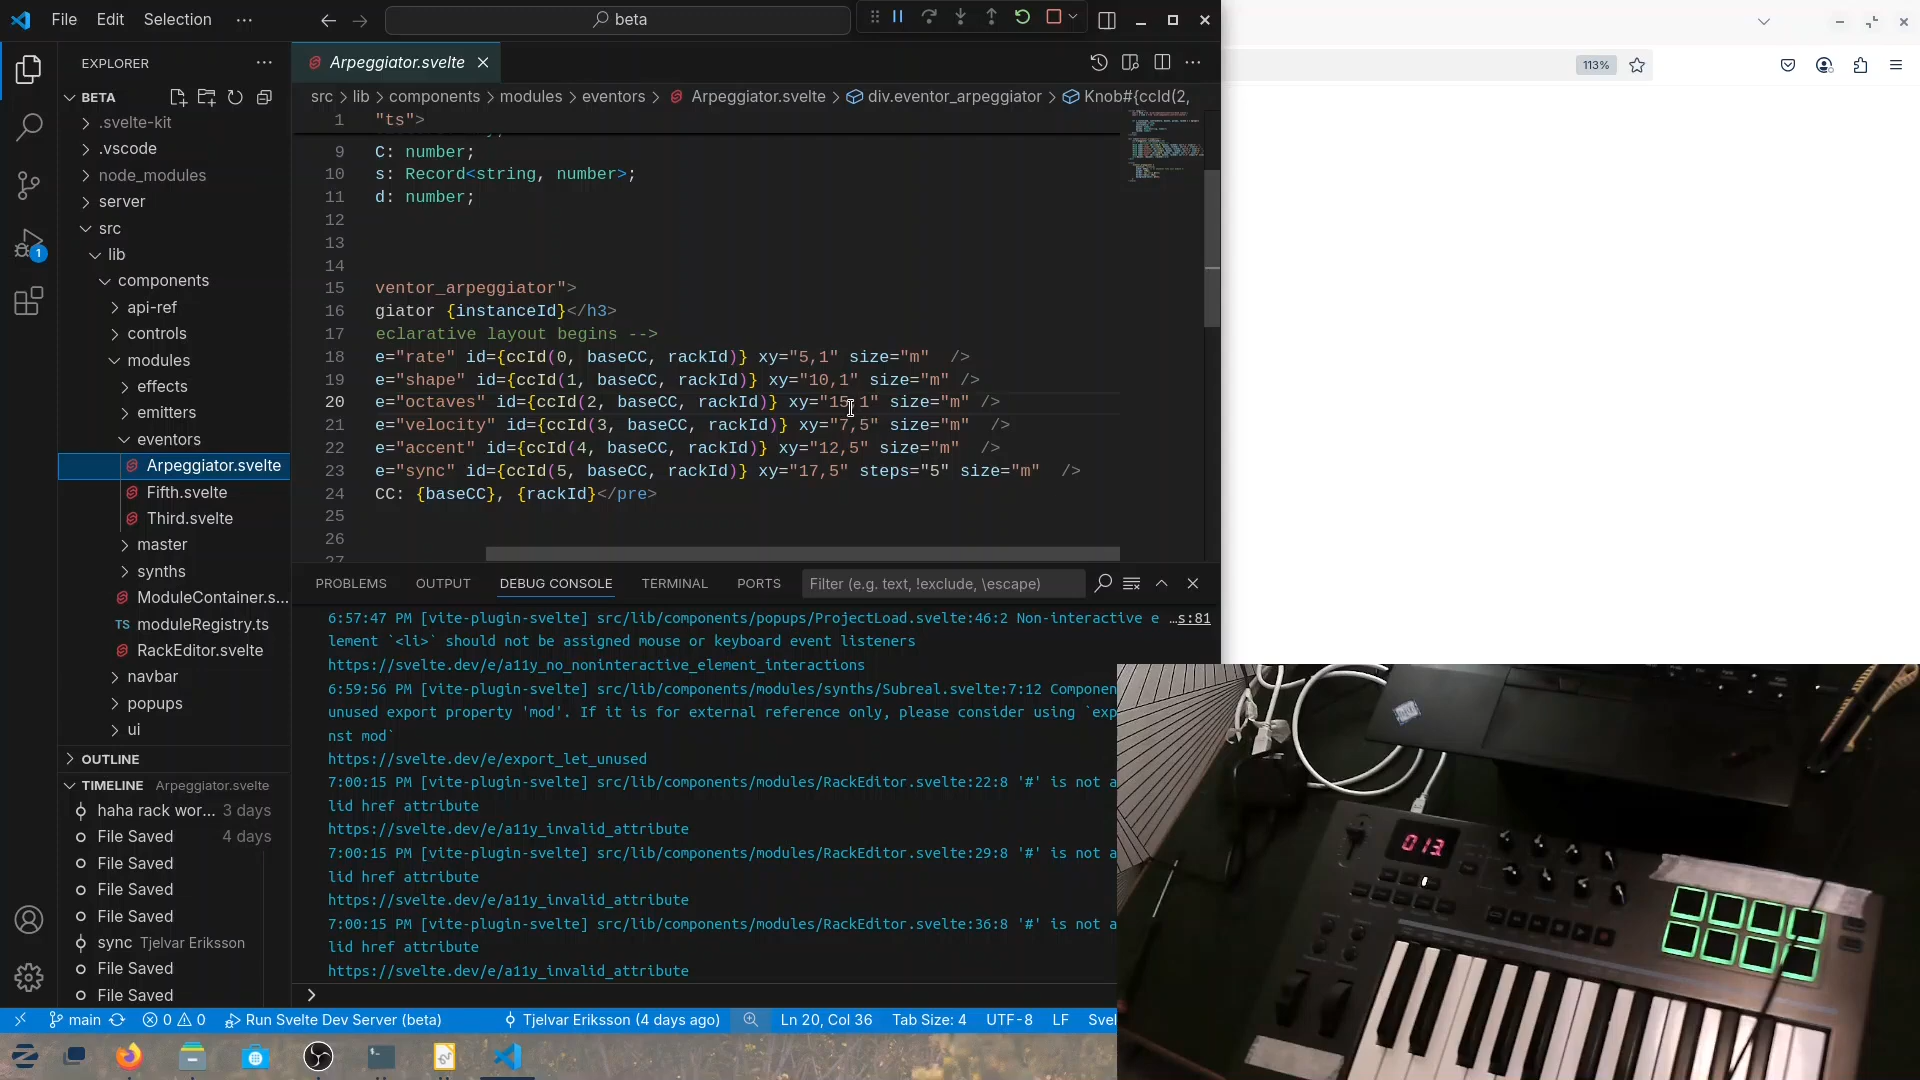 File Edit Selection ··· beta
EXPLORER ···
BETA
.svelte-kit
.vscode
node_modules
server
src
lib
components
api-ref
controls
modules
effects
emitters
eventors
Arpeggiator.svelte
Fifth.svelte
Third.svelte
master
synths
ModuleContainer.s...
TS moduleRegistry.ts
RackEditor.svelte
navbar
popups
ui
OUTLINE
TIMELINE Arpeggiator.svelte
haha rack wor... 3 days
File Saved 4 days
File Saved
File Saved
File Saved
sync Tjelvar Eriksson
File Saved
File Saved
1
Arpeggiator.svelte
src > lib > components > modules > eventors > Arpeggiator.svelte > div.eventor_arpeggiator > Knob#{ccId(2,
1 "ts">
9 C: number;
10 s: Record<string, number>;
11 d: number;
12
13
14
15 ventor_arpeggiator">
16 giator {instanceId}</h3>
17 eclarative layout begins -->
18 e="rate" id={ccId(0, baseCC, rackId)} xy="5,1" size="m"  />
19 e="shape" id={ccId(1, baseCC, rackId)} xy="10,1" size="m" />
20 e="octaves" id={ccId(2, baseCC, rackId)} xy="15,1" size="m" />
21 e="velocity" id={ccId(3, baseCC, rackId)} xy="7,5" size="m"  />
22 e="accent" id={ccId(4, baseCC, rackId)} xy="12,5" size="m"  />
23 e="sync" id={ccId(5, baseCC, rackId)} xy="17,5" steps="5" size="m"  />
24 CC: {baseCC}, {rackId}</pre>
25
26
27
PROBLEMS OUTPUT DEBUG CONSOLE TERMINAL PORTS Filter (e.g. text, !exclude, \escape)
6:57:47 PM [vite-plugin-svelte] src/lib/components/popups/ProjectLoad.svelte:46:2 Non-interactive e …s:81
lement `<li>` should not be assigned mouse or keyboard event listeners
https://svelte.dev/e/a11y_no_noninteractive_element_interactions
6:59:56 PM [vite-plugin-svelte] src/lib/components/modules/synths/Subreal.svelte:7:12 Componen
unused export property 'mod'. If it is for external reference only, please consider using `exp
nst mod`
https://svelte.dev/e/export_let_unused
7:00:15 PM [vite-plugin-svelte] src/lib/components/modules/RackEditor.svelte:22:8 '#' is not a
lid href attribute
https://svelte.dev/e/a11y_invalid_attribute
7:00:15 PM [vite-plugin-svelte] src/lib/components/modules/RackEditor.svelte:29:8 '#' is not a
lid href attribute
https://svelte.dev/e/a11y_invalid_attribute
7:00:15 PM [vite-plugin-svelte] src/lib/components/modules/RackEditor.svelte:36:8 '#' is not a
lid href attribute
https://svelte.dev/e/a11y_invalid_attribute
>
main 0 0 Run Svelte Dev Server (beta) Tjelvar Eriksson (4 days ago) Ln 20, Col 36 Tab Size: 4 UTF-8 LF Svel
113%
013